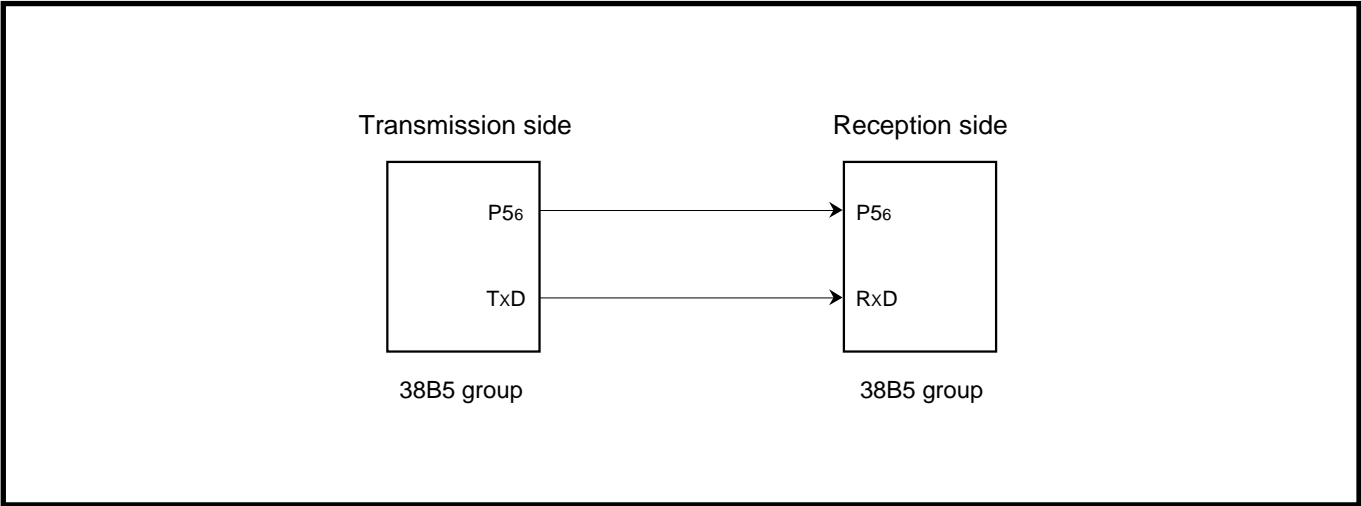 Transmission side
Reception side
P56
P56
TxD
RxD
38B5 group
38B5 group